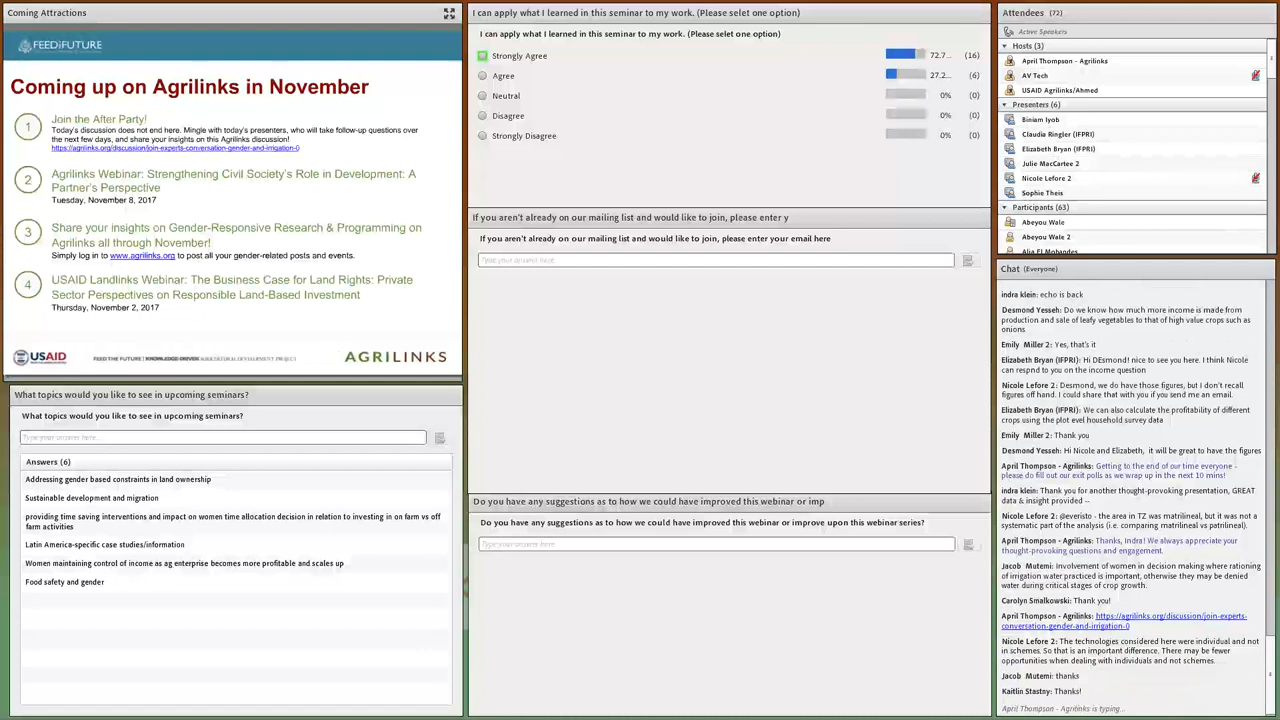 Coming Attractions
FEED THE FUTURE
Coming up on Agrilinks in November
1
Join the After Party!
Today's discussion does not end here. Mingle with today's presenters, who will take follow-up questions over
the next few days, and share your insights on this Agrilinks discussion!
https://agrilinks.org/discussion/join-experts-conversation-gender-and-irrigation-0
2
Agrilinks Webinar: Strengthening Civil Society's Role in Development: A
Partner's Perspective
Tuesday, November 8, 2017
3
Share your insights on Gender-Responsive Research & Programming on
Agrilinks all through November!
Simply log in to www.agrilinks.org to post all your gender-related posts and events.
4
USAID Landlinks Webinar: The Business Case for Land Rights: Private
Sector Perspectives on Responsible Land-Based Investment
Thursday, November 2, 2017
USAID
FEED THE FUTURE
AGRILINKS
What topics would you like to see in upcoming seminars?
What topics would you like to see in upcoming seminars?
Type your answer here...
Answers (6)
Addressing gender based constraints in land ownership
Sustainable development and migration
providing time saving interventions and impact on women time allocation decision in relation to investing in on farm vs off
farm activities
Latin America-specific case studies/information
Women maintaining control of income as ag enterprise becomes more profitable and scales up
Food safety and gender
I can apply what I learned in this seminar to my work. (Please selet one option)
I can apply what I learned in this seminar to my work. (Please selet one option)
Strongly Agree 72.7... (16)
Agree 27.2... (6)
Neutral 0% (0)
Disagree 0% (0)
Strongly Disagree 0% (0)
If you aren't already on our mailing list and would like to join, please enter y
If you aren't already on our mailing list and would like to join, please enter your email here
Type your answer here.
Do you have any suggestions as to how we could have improved this webinar or imp
Do you have any suggestions as to how we could have improved this webinar or improve upon this webinar series?
Type your answer here.
Attendees (72)
Active Speakers
Hosts (3)
April Thompson - Agrilinks
AV Tech
USAID Agrilinks/Ahmed
Presenters (6)
Biniam Iyob
Claudia Ringler (IFPRI)
Elizabeth Bryan (IFPRI)
Julie MacCartee 2
Nicole Lefore 2
Sophie Theis
Participants (63)
Abeyou Wale
Abeyou Wale 2
Alia El Mohandes
Chat (Everyone)
indra klein: echo is back
Desmond Yesseh: Do we know how much more income is made from
production and sale of leafy vegetables to that of high value crops such as
onions
Emily Miller 2: Yes, that's it
Elizabeth Bryan (IFPRI): Hi DEsmond! nice to see you here. I think Nicole
can respnd to you on the income question
Nicole Lefore 2: Desmond, we do have those figures, but I don't recall
figures off hand. I could share that with you if you send me an email.
Elizabeth Bryan (IFPRI): We can also calculate the profitability of different
crops using the plot evel household survey data
Emily Miller 2: Thank you
Desmond Yesseh: Hi Nicole and Elizabeth, it will be great to have the figures
April Thompson - Agrilinks: Getting to the end of our time everyone -
please do fill out our exit polls as we wrap up in the next 10 mins!
indra klein: Thank you for another thought-provoking presentation, GREAT
data & insight provided --
Nicole Lefore 2: @everisto - the area in TZ was matrilineal, but it was not a
systematic part of the analysis (i.e. comparing matrilineal vs patrilineal).
April Thompson - Agrilinks: Thanks, Indra! We always appreciate your
thought-provoking questions and engagement.
Jacob Mutemi: Involvement of women in decision making where rationing
of irrigation water practiced is important, otherwise they may be denied
water during critical stages of crop growth.
Carolyn Smalkowski: Thank you!
April Thompson - Agrilinks: https://agrilinks.org/discussion/join-experts-
conversation-gender-and-irrigation-0
Nicole Lefore 2: The technologies considered here were individual and not
in schemes. So that is an important difference. There may be fewer
opportunities when dealing with individuals and not schemes.
Jacob Mutemi: thanks
Kaitlin Stastny: Thanks!
April Thompson - Agrilinks is typing...